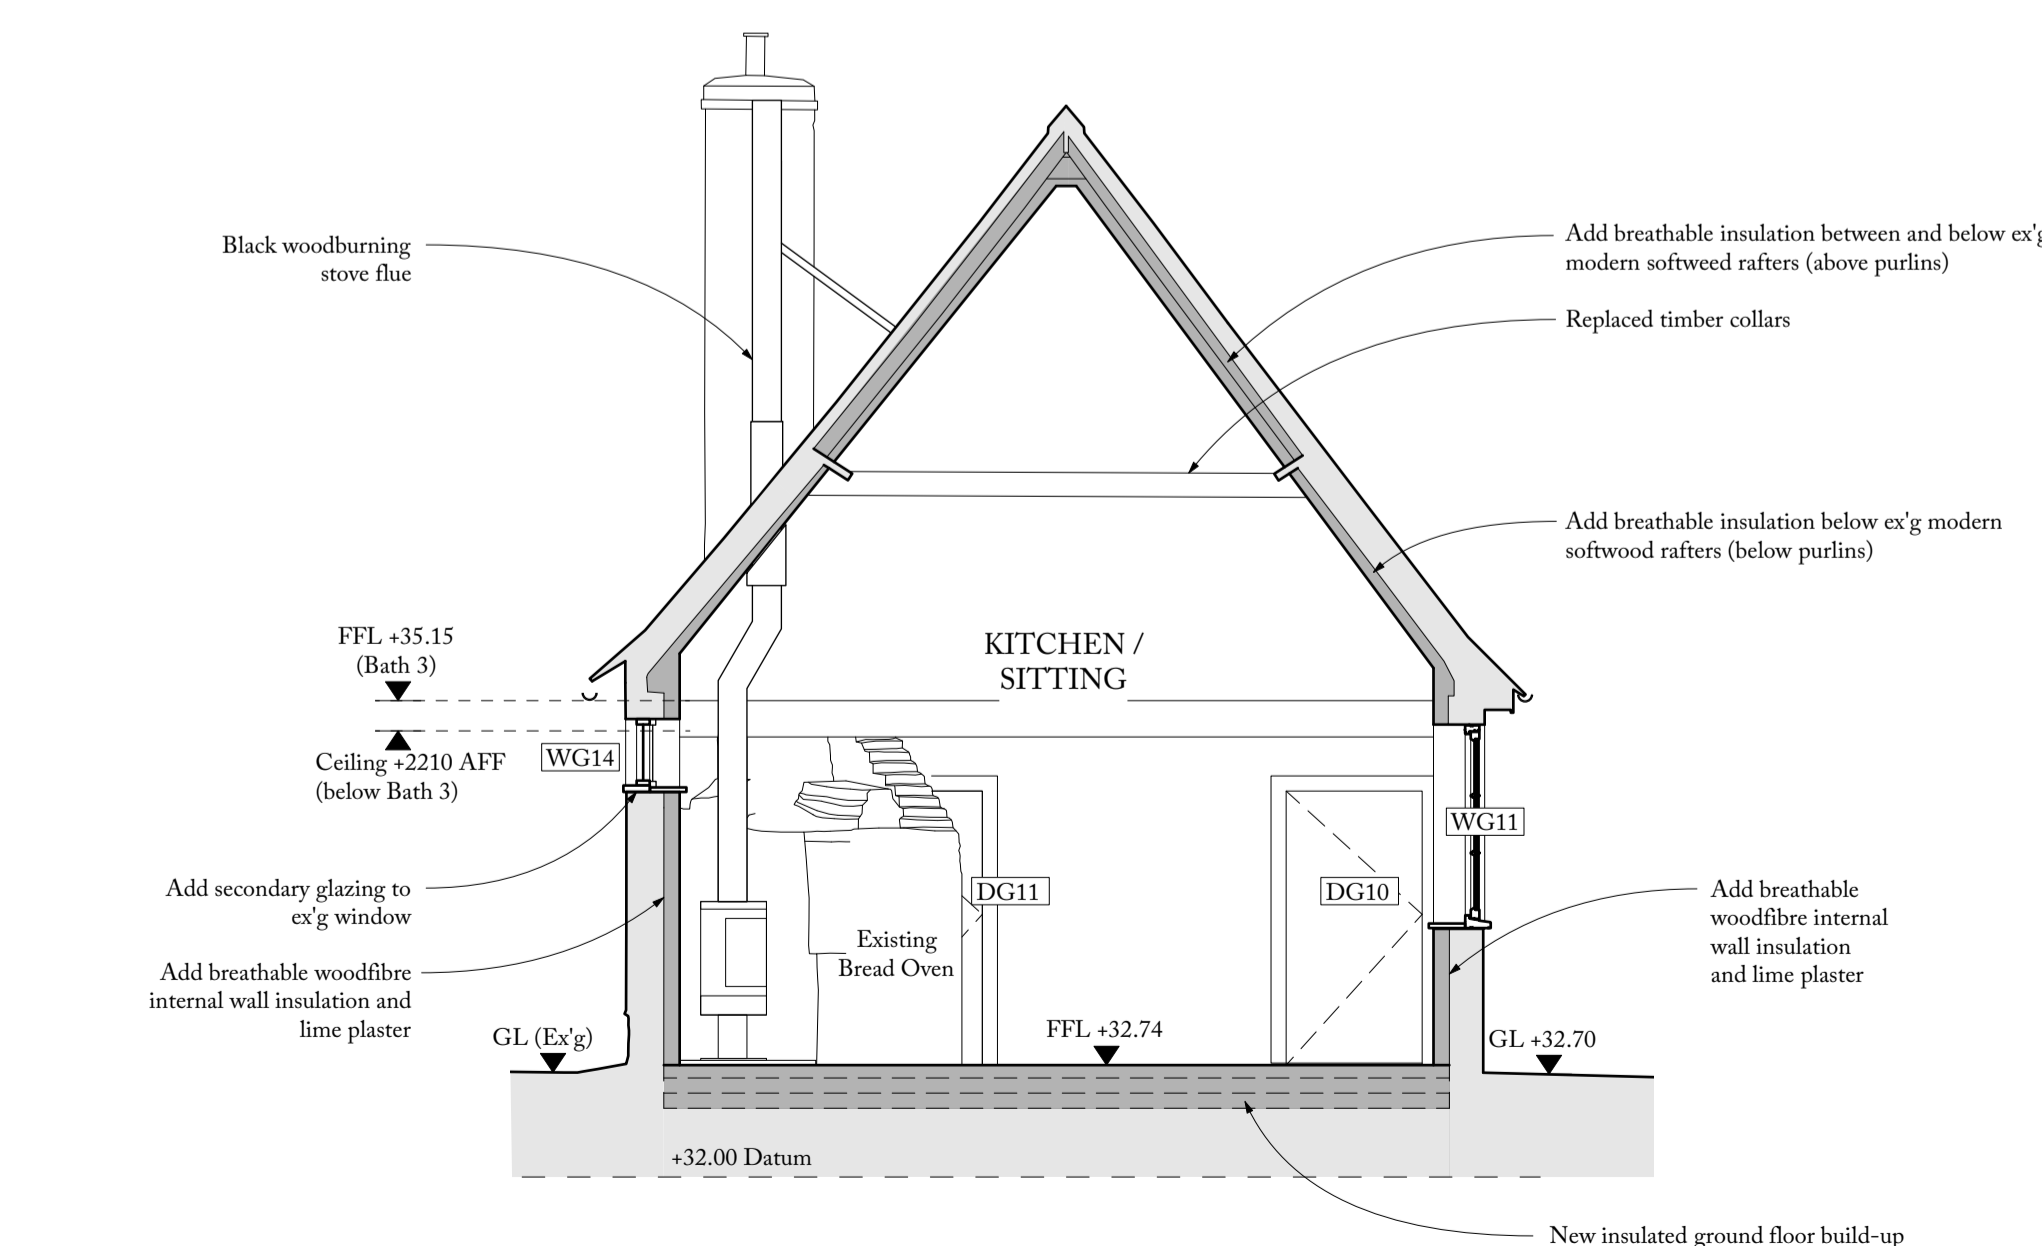 Black woodburning
stove flue
Add breathable insulation between and below ex'g
modern softweed rafters (above purlins)
Replaced timber collars
Add breathable insulation below ex'g modern
softwood rafters (below purlins)
FFL +35.15
(Bath 3)
KITCHEN /
SITTING
Ceiling +2210 AFF
(below Bath 3)
WG14
WG11
Add secondary glazing to
ex'g window
DG11
DG10
Add breathable
woodfibre internal
wall insulation
and lime plaster
Existing
Bread Oven
Add breathable woodfibre
internal wall insulation and
lime plaster
GL (Ex'g)
FFL +32.74
GL +32.70
+32.00 Datum
New insulated ground floor build-up